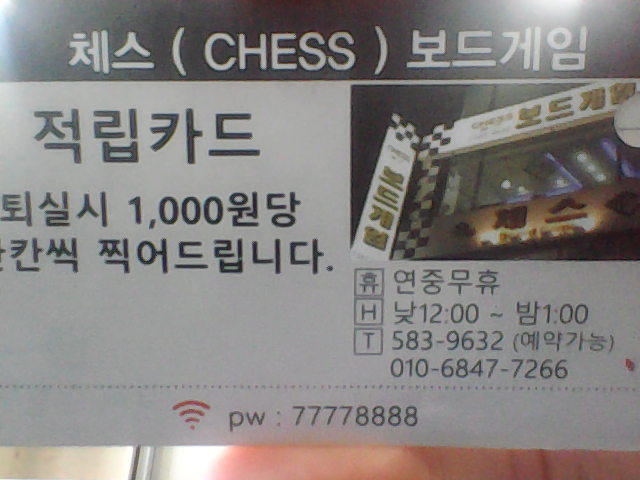 체스 ( CHESS ) 보드게임
적립카드
퇴실시 1,000원당
칸씩 찍어드립니다.
보드게임
보드게임
체스
휴 연중무휴
H 낮12:00 ~ 밤1:00
T 583-9632 (예약가능)
010-6847-7266
pw : 77778888